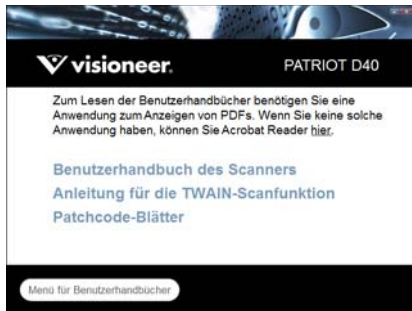 visioneer.
PATRIOT D40
Zum Lesen der Benutzerhandbücher benötigen Sie eine
Anwendung zum Anzeigen von PDFs. Wenn Sie keine solche
Anwendung haben, können Sie Acrobat Reader hier.
Benutzerhandbuch des Scanners
Anleitung für die TWAIN-Scanfunktion
Patchcode-Blätter
Menü für Benutzerhandbücher